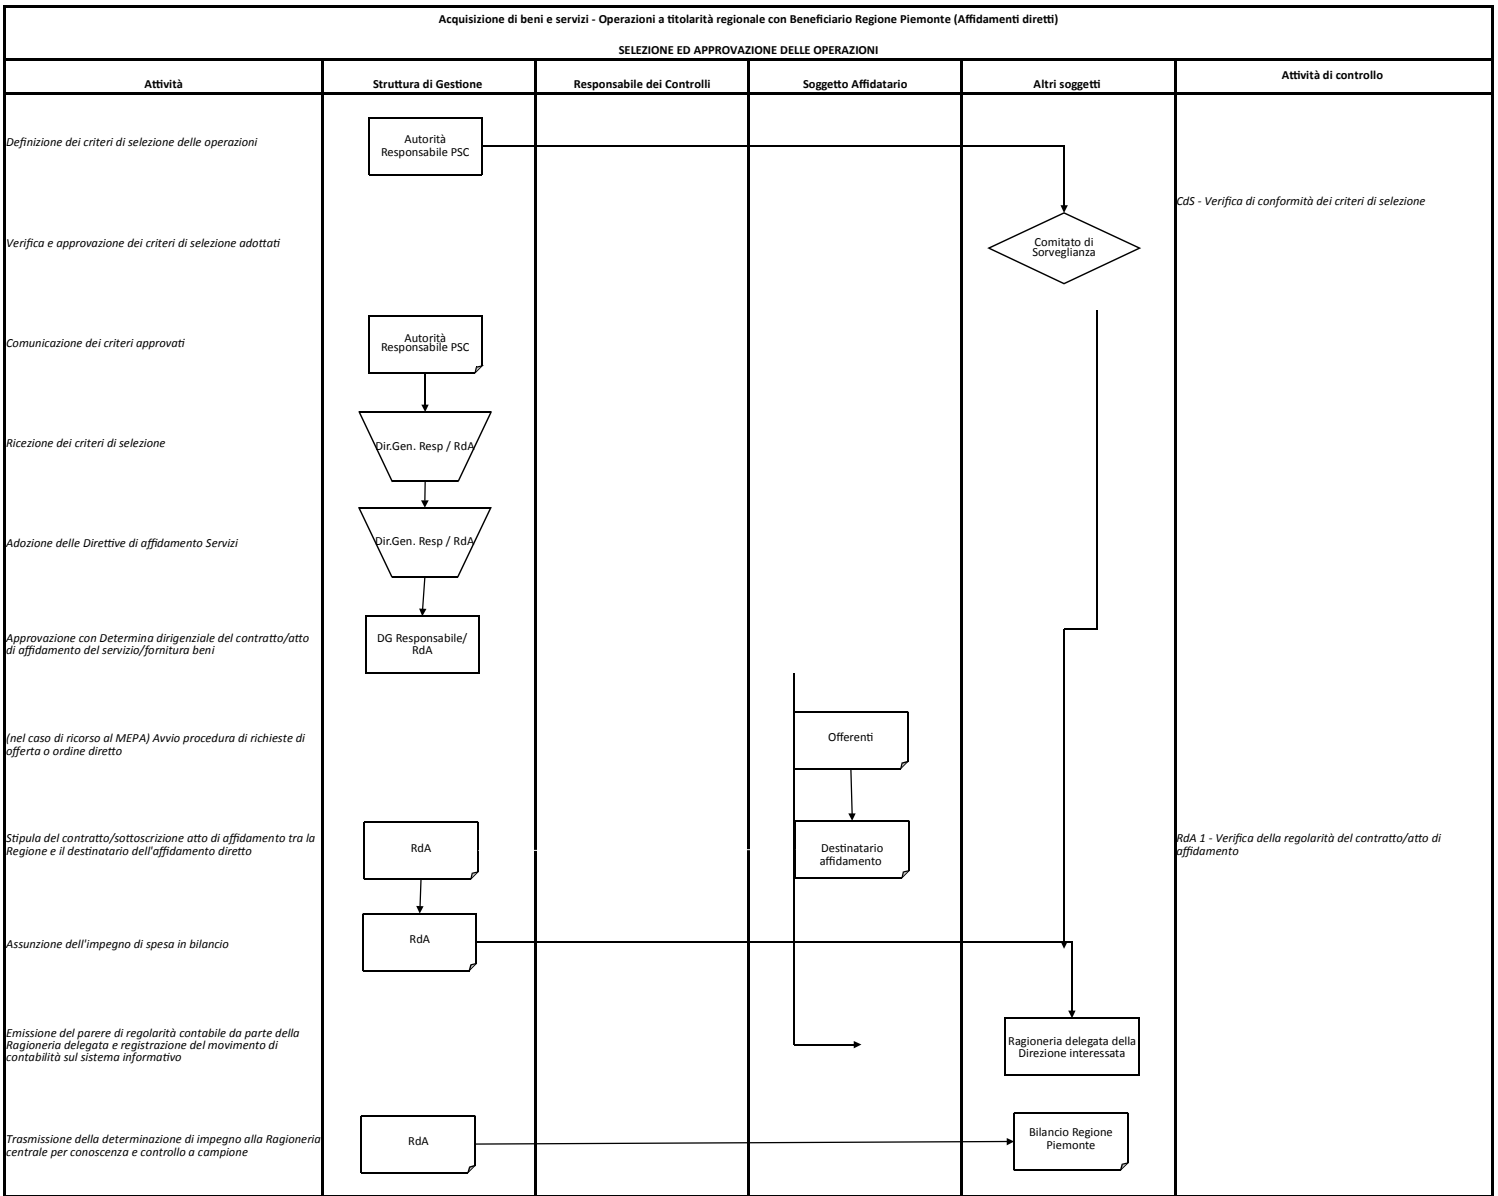 Acquisizione di beni e servizi - Operazioni a titolarità regionale con Beneficiario Regione Piemonte (Affidamenti diretti)
SELEZIONE ED APPROVAZIONE DELLE OPERAZIONI
Attività
Struttura di Gestione
Responsabile dei Controlli
Soggetto Affidatario
Altri soggetti
Attività di controllo
Definizione dei criteri di selezione delle operazioni
Autorità
Responsabile PSC
CdS - Verifica di conformità dei criteri di selezione
Verifica e approvazione dei criteri di selezione adottati
Comitato di
Sorveglianza
Comunicazione dei criteri approvati
Autorità
Responsabile PSC
Ricezione dei criteri di selezione
Dir.Gen. Resp / RdA
Adozione delle Direttive di affidamento Servizi
Dir.Gen. Resp / RdA
Approvazione con Determina dirigenziale del contratto/atto
di affidamento del servizio/fornitura beni
DG Responsabile/
RdA
(nel caso di ricorso al MEPA) Avvio procedura di richieste di
offerta o ordine diretto
Offerenti
Stipula del contratto/sottoscrizione atto di affidamento tra la
Regione e il destinatario dell'affidamento diretto
RdA
Destinatario
affidamento
RdA 1 - Verifica della regolarità del contratto/atto di
affidamento
Assunzione dell'impegno di spesa in bilancio
RdA
Emissione del parere di regolarità contabile da parte della
Ragioneria delegata e registrazione del movimento di
contabilità sul sistema informativo
Ragioneria delegata della
Direzione interessata
Trasmissione della determinazione di impegno alla Ragioneria
centrale per conoscenza e controllo a campione
RdA
Bilancio Regione
Piemonte